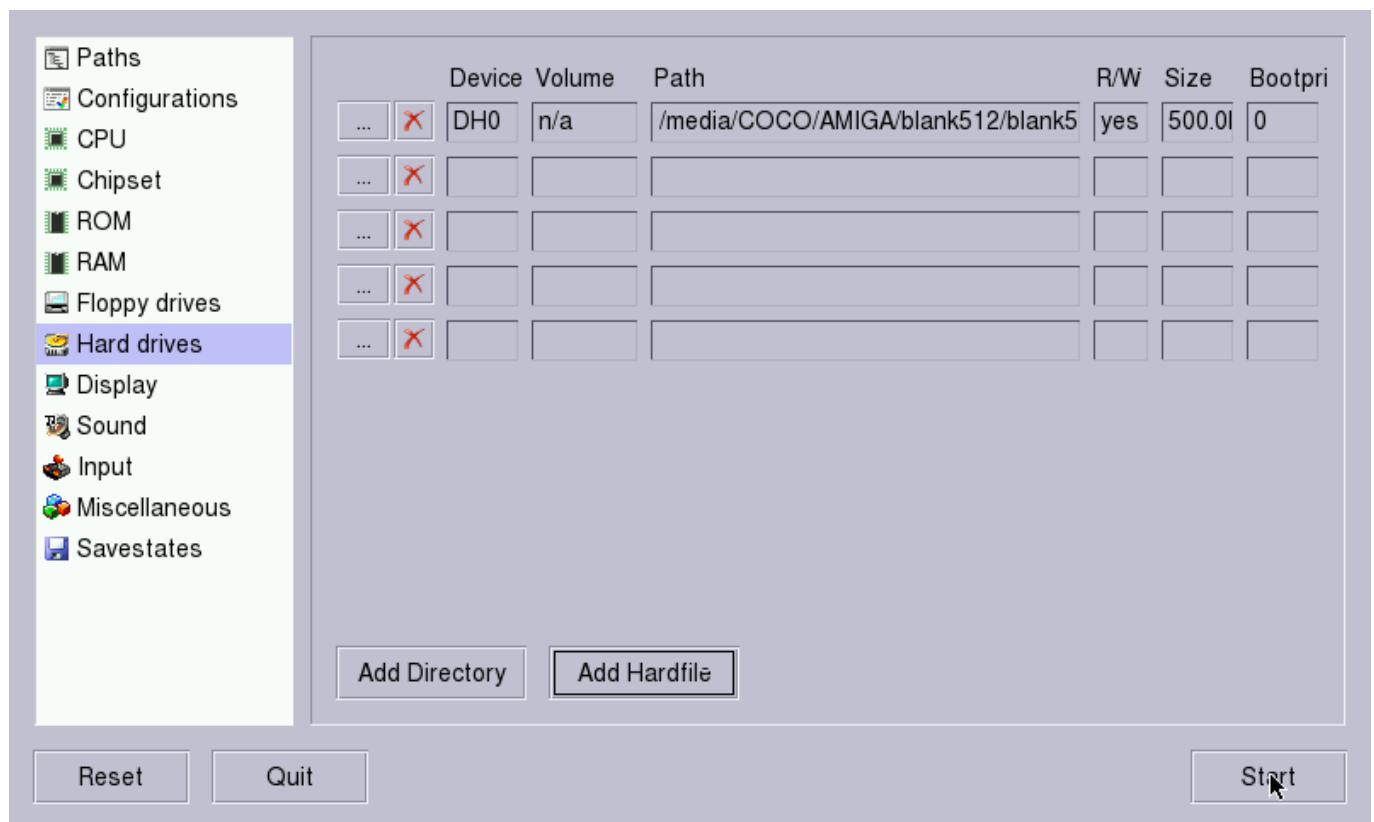 Paths
Configurations
CPU
Chipset
ROM
RAM
Floppy drives
Hard drives
Display
Sound
Input
Miscellaneous
Savestates
Device Volume Path R/W Size Bootpri
... DH0 n/a /media/COCO/AMIGA/blank512/blank5 yes 500.0 0
...
...
...
...
Add Directory Add Hardfile
Reset Quit Start